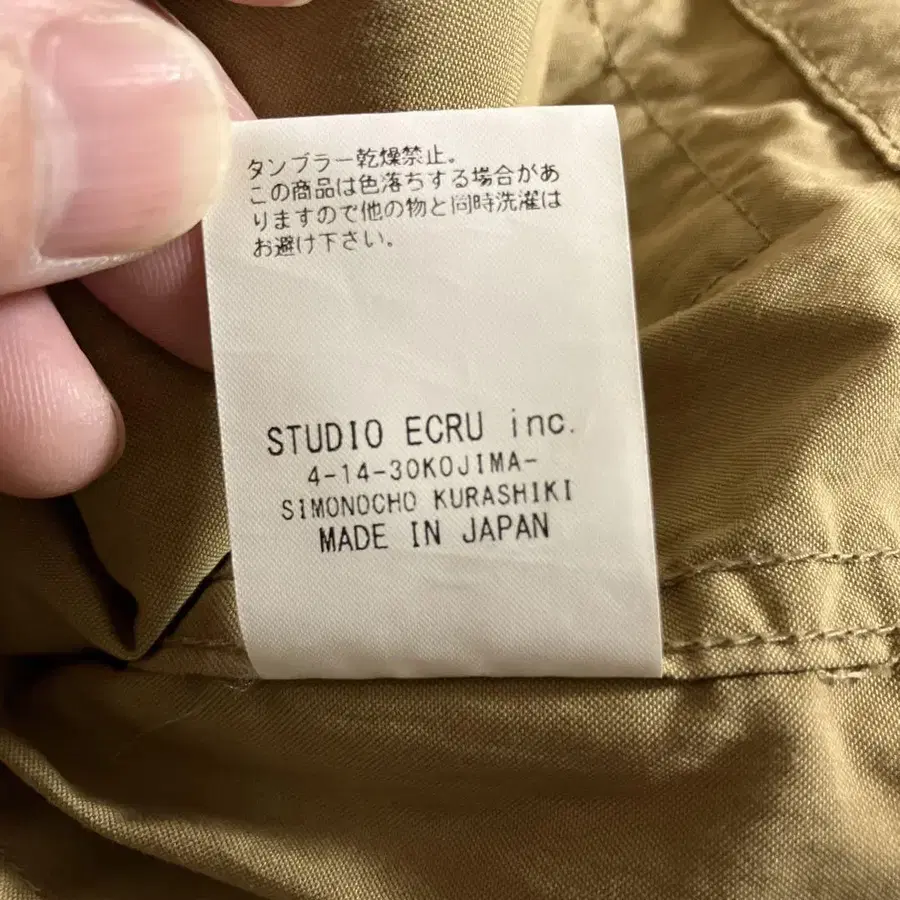 タンブラー乾燥禁止。
この商品は色落ちする場合があ
りますので他の物と同時洗濯は
お避け下さい。
STUDIO ECRU inc.
4-14-30KOJIMA-
SIMONOCHO KURASHIKI
MADE IN JAPAN